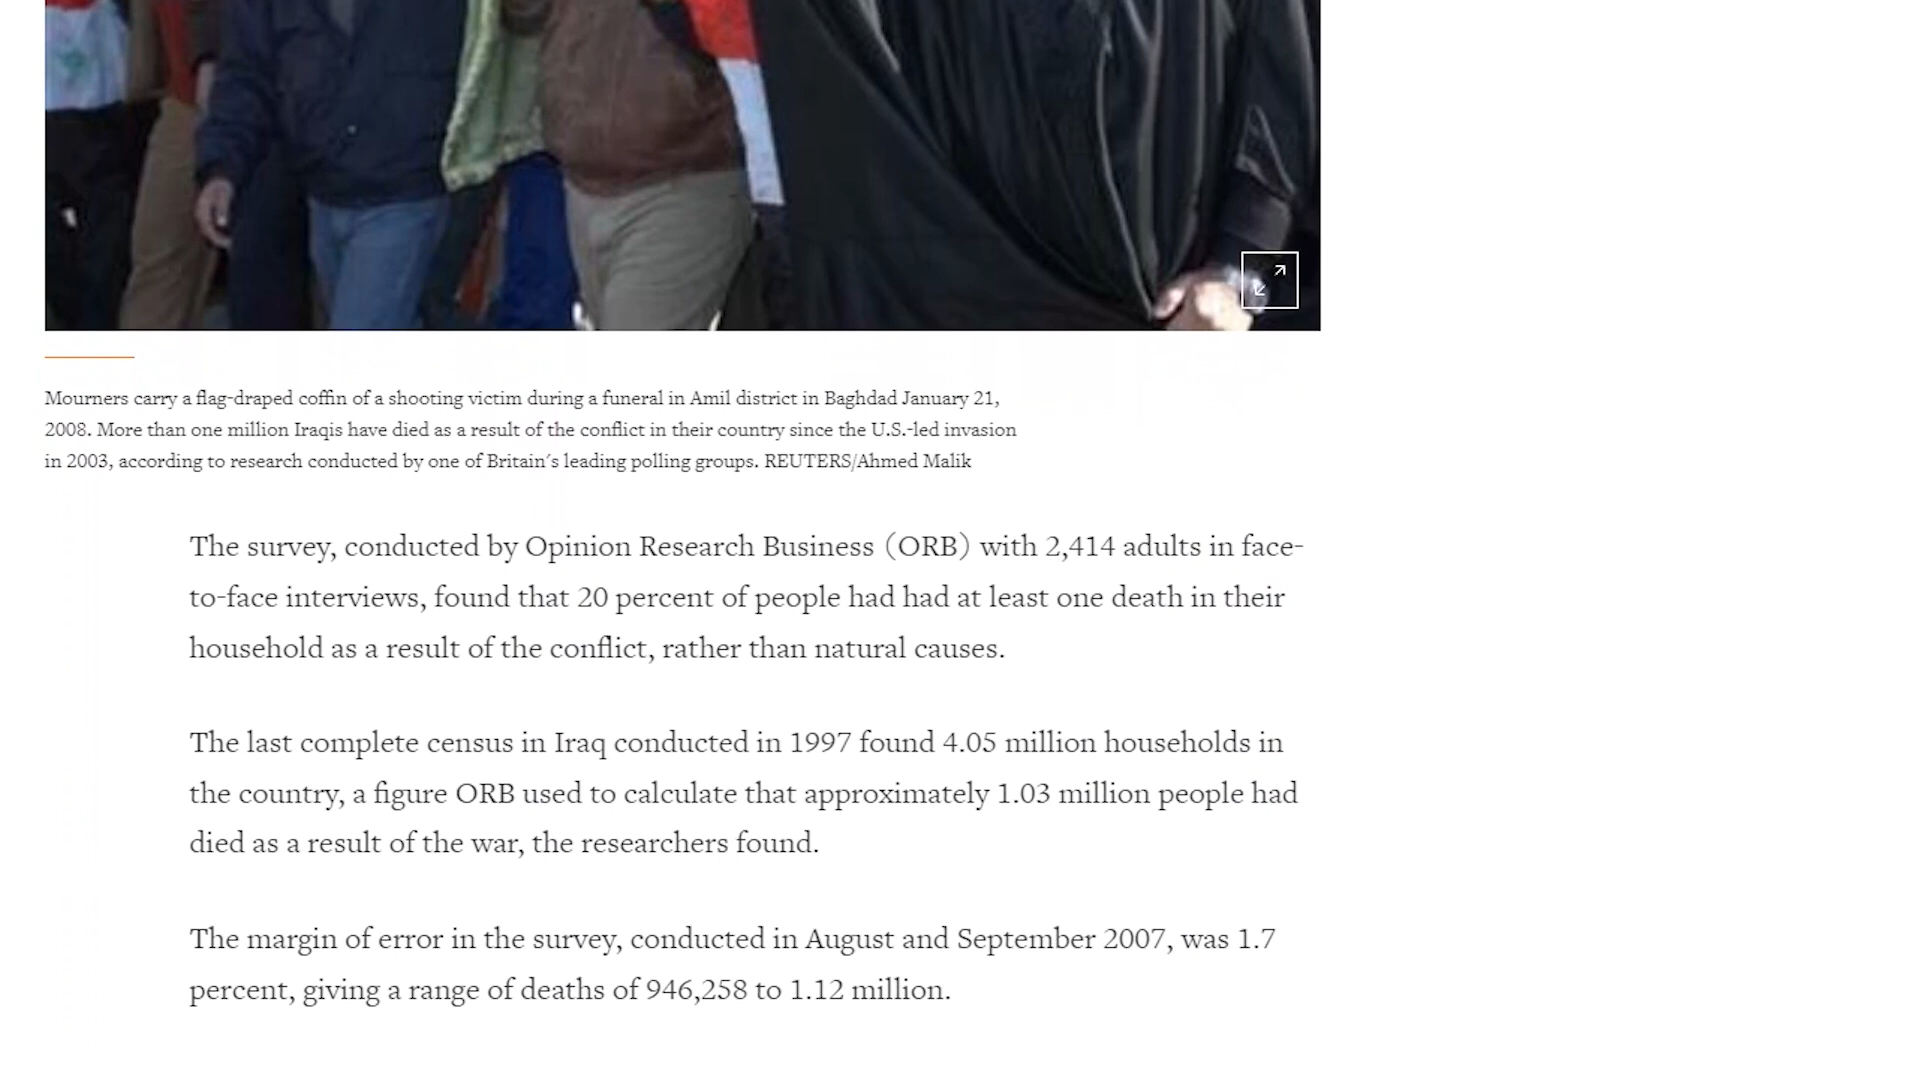 Mourners carry a flag-draped coffin of a shooting victim during a funeral in Amil district in Baghdad January 21,
2008. More than one million Iraqis have died as a result of the conflict in their country since the U.S.-led invasion
in 2003, according to research conducted by one of Britain's leading polling groups. REUTERS/Ahmed Malik
The survey, conducted by Opinion Research Business (ORB) with 2,414 adults in face-
to-face interviews, found that 20 percent of people had had at least one death in their
household as a result of the conflict, rather than natural causes.
The last complete census in Iraq conducted in 1997 found 4.05 million households in
the country, a figure ORB used to calculate that approximately 1.03 million people had
died as a result of the war, the researchers found.
The margin of error in the survey, conducted in August and September 2007, was 1.7
percent, giving a range of deaths of 946,258 to 1.12 million.